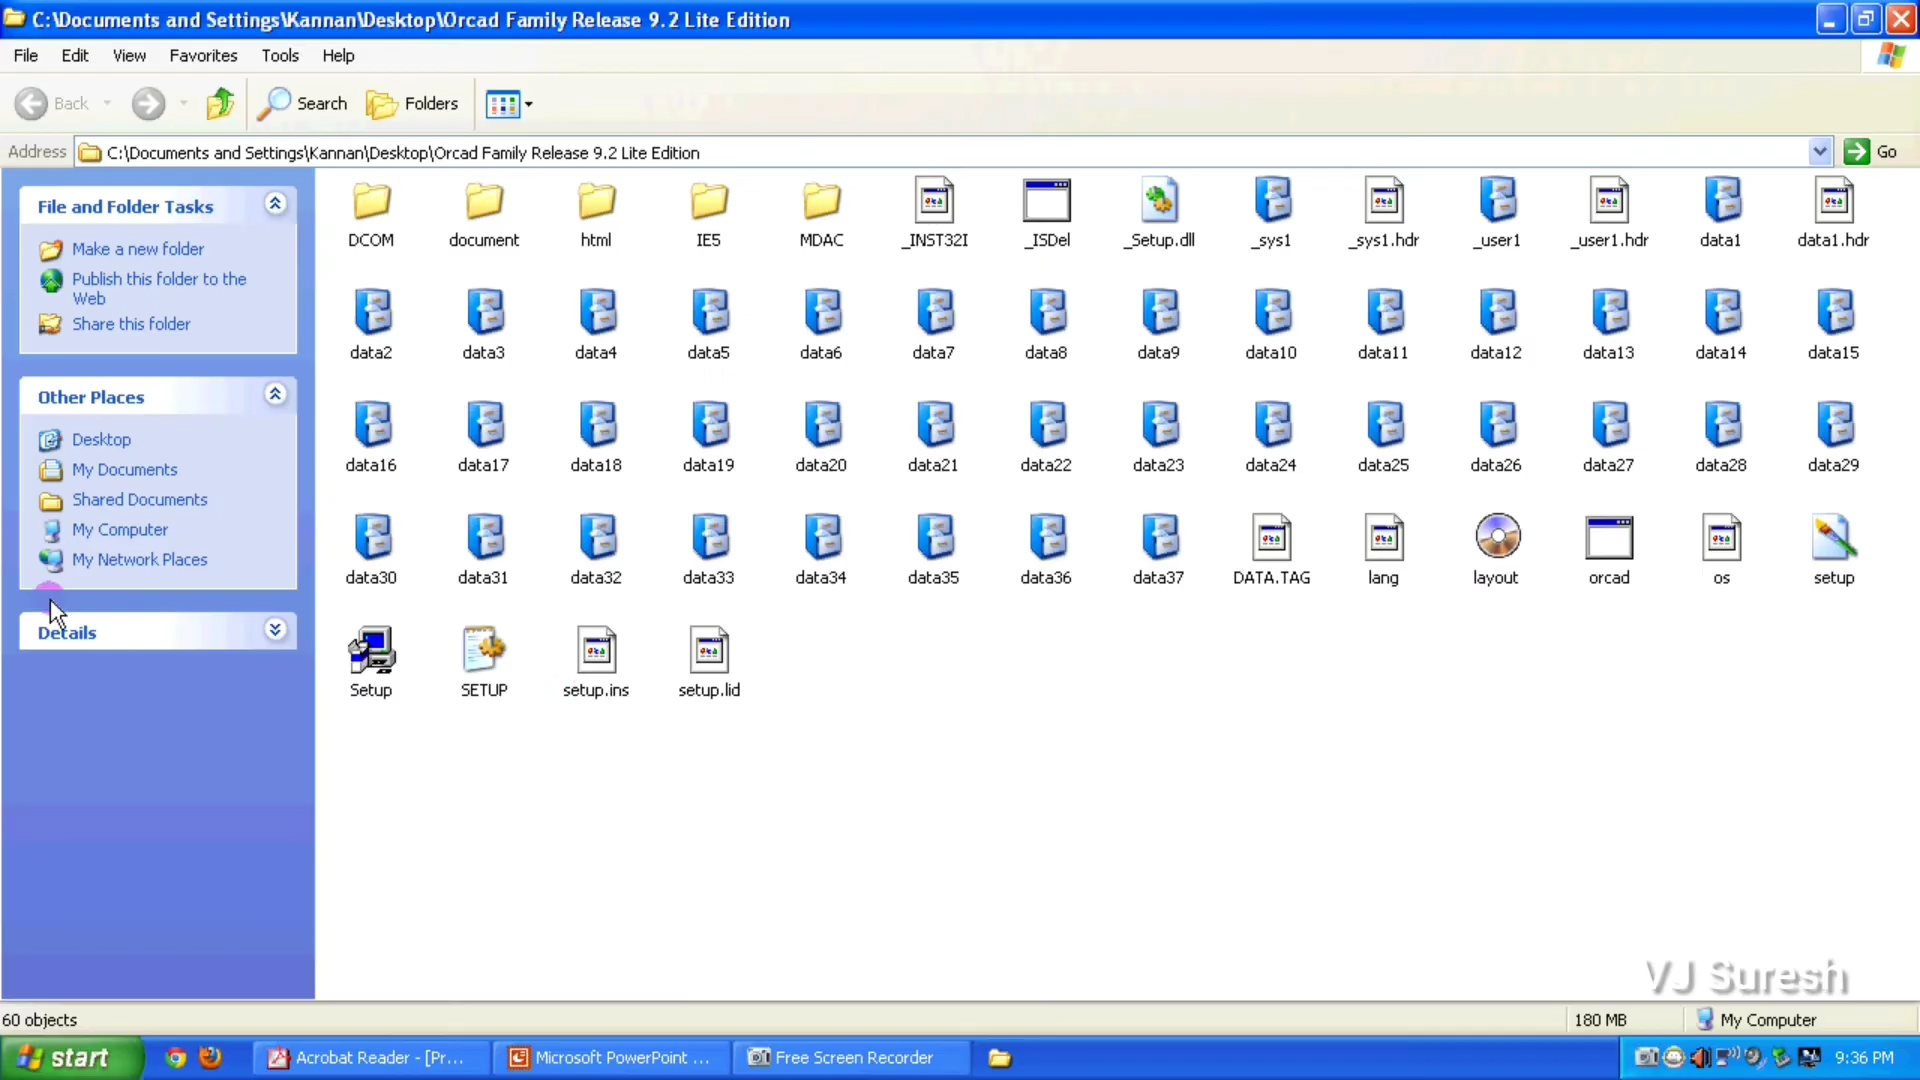 C:\Documents and Settings\Kannan\Desktop\Orcad Family Release 9.2 Lite Edition
File Edit View Favorites Tools Help
Back Search Folders
Address C:\Documents and Settings\Kannan\Desktop\Orcad Family Release 9.2 Lite Edition Go
File and Folder Tasks
Make a new folder
Publish this folder to the
Web
Share this folder
Other Places
Desktop
My Documents
Shared Documents
My Computer
My Network Places
Details
DCOM document html IE5 MDAC _INST32I _ISDel _Setup.dll _sys1 _sys1.hdr _user1 _user1.hdr data1 data1.hdr
data2 data3 data4 data5 data6 data7 data8 data9 data10 data11 data12 data13 data14 data15
data16 data17 data18 data19 data20 data21 data22 data23 data24 data25 data26 data27 data28 data29
data30 data31 data32 data33 data34 data35 data36 data37 DATA.TAG lang layout orcad os setup
Setup SETUP setup.ins setup.lid
VJ Suresh
60 objects 180 MB My Computer
start Acrobat Reader - [Pr... Microsoft PowerPoint ... Free Screen Recorder 9:36 PM